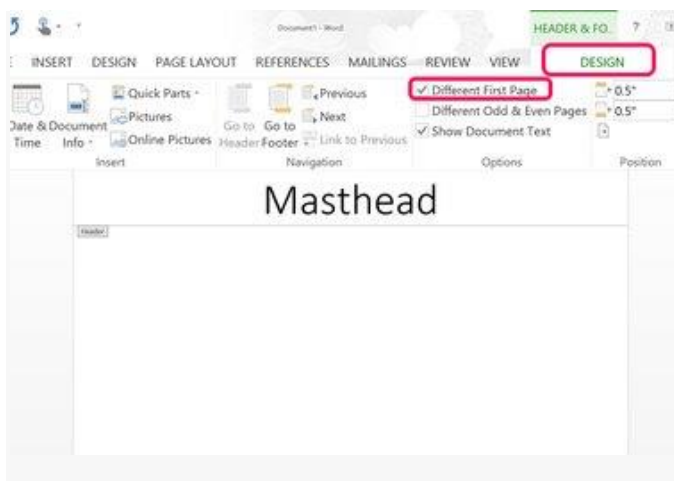 Document1 - Word
HEADER & FO... ?
INSERT DESIGN PAGE LAYOUT REFERENCES MAILINGS REVIEW VIEW DESIGN
Quick Parts Previous ✓ Different First Page 0.5"
Date & Document Pictures Go to Go to Next Different Odd & Even Pages 0.5"
Time Info Online Pictures Header Footer Link to Previous ✓ Show Document Text
Insert Navigation Options Position
Masthead
Header